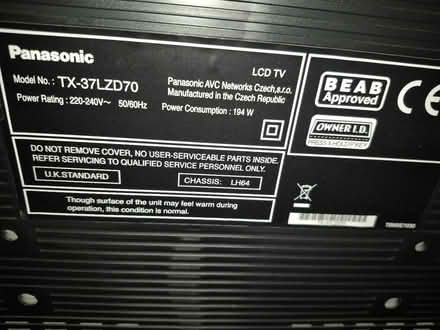 Panasonic
LCD TV
Model No.: TX-37LZD70
Panasonic AVC Networks Czech,s.r.o.
Manufactured in the Czech Republic
Power Rating : 220-240V~ 50/60Hz
Power Consumption : 194 W
DO NOT REMOVE COVER, NO USER-SERVICEABLE PARTS INSIDE.
REFER SERVICING TO QUALIFIED SERVICE PERSONNEL ONLY.
U.K.STANDARD
CHASSIS: LH64
Though surface of the unit may feel warm during
operation, this condition is normal.
BEAB
Approved
CE
OWNER I.D.
PRESS & HOLD 'F' KEY